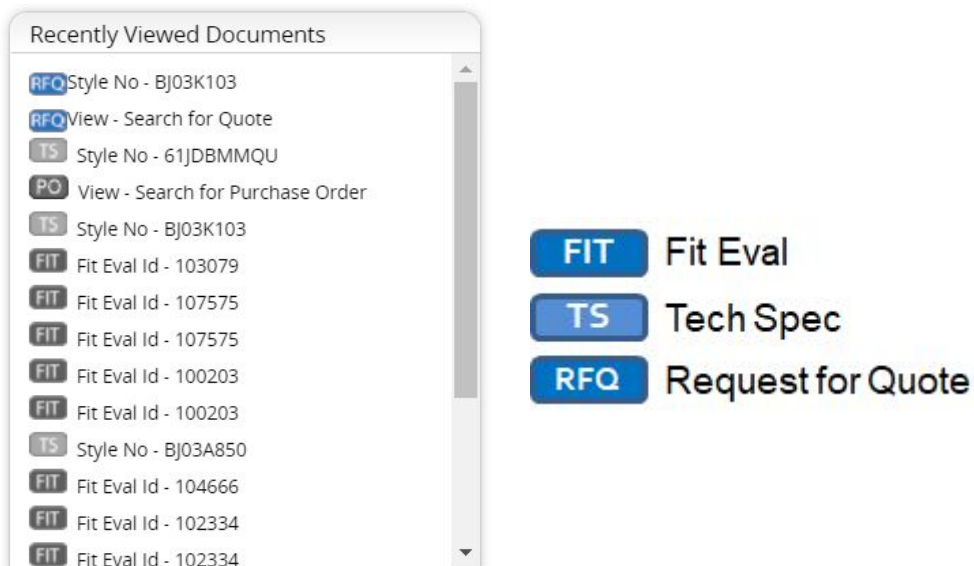 Recently Viewed Documents
RFQ Style No - BJ03K103
RFQ View - Search for Quote
TS Style No - 61JDBMMQU
PO View - Search for Purchase Order
TS Style No - BJ03K103
FIT Fit Eval Id - 103079
FIT Fit Eval Id - 107575
FIT Fit Eval Id - 107575
FIT Fit Eval Id - 100203
FIT Fit Eval Id - 100203
TS Style No - BJ03A850
FIT Fit Eval Id - 104666
FIT Fit Eval Id - 102334
FIT Fit Eval Id - 102334
FIT Fit Eval
TS Tech Spec
RFQ Request for Quote